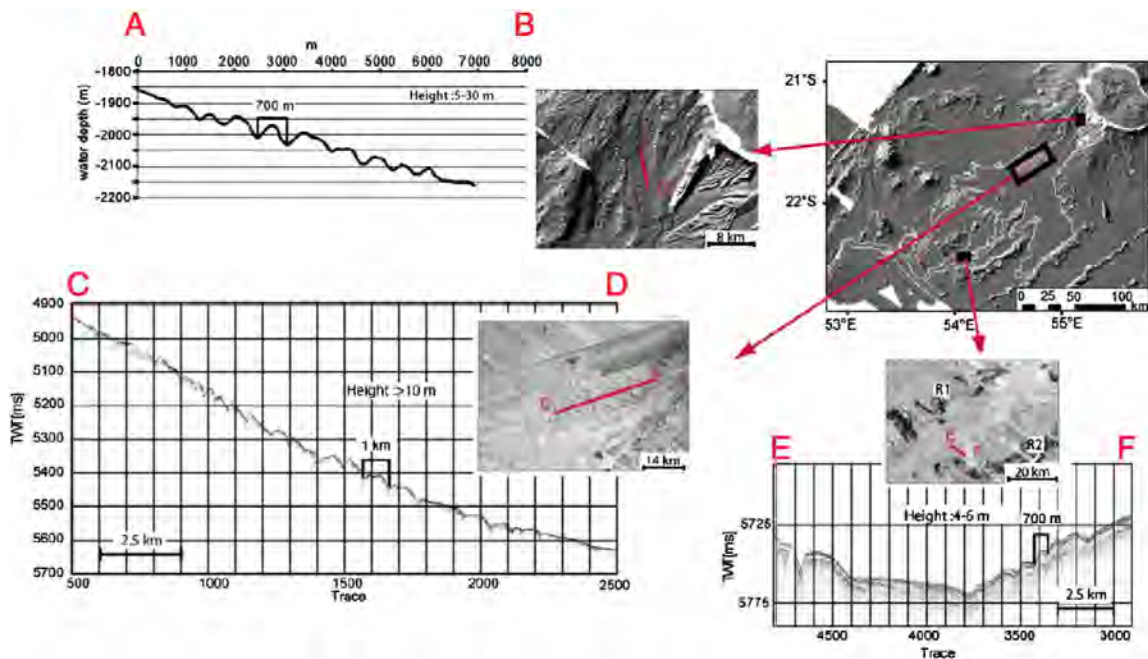 A B
m
0 1000 2000 3000 4000 5000 6000 7000 8000
-1800
-1900
-2000
-2100
-2200
water depth (m)
700 m
Height :5-30 m
8 km
21°S
22°S
53°E 54°E 55°E
0 25 50 100
km
C D
4900
5000
5100
5200
5300
5400
5500
5600
5700
TWT[ms]
Height :>10 m
1 km
2.5 km
500 1000 1500 2000 2500
Trace
C
14 km
R1
E F
R2
20 km
E F
Height :4-6 m
700 m
5725
5775
TWT[ms]
2.5 km
4500 4000 3500 3000
Trace